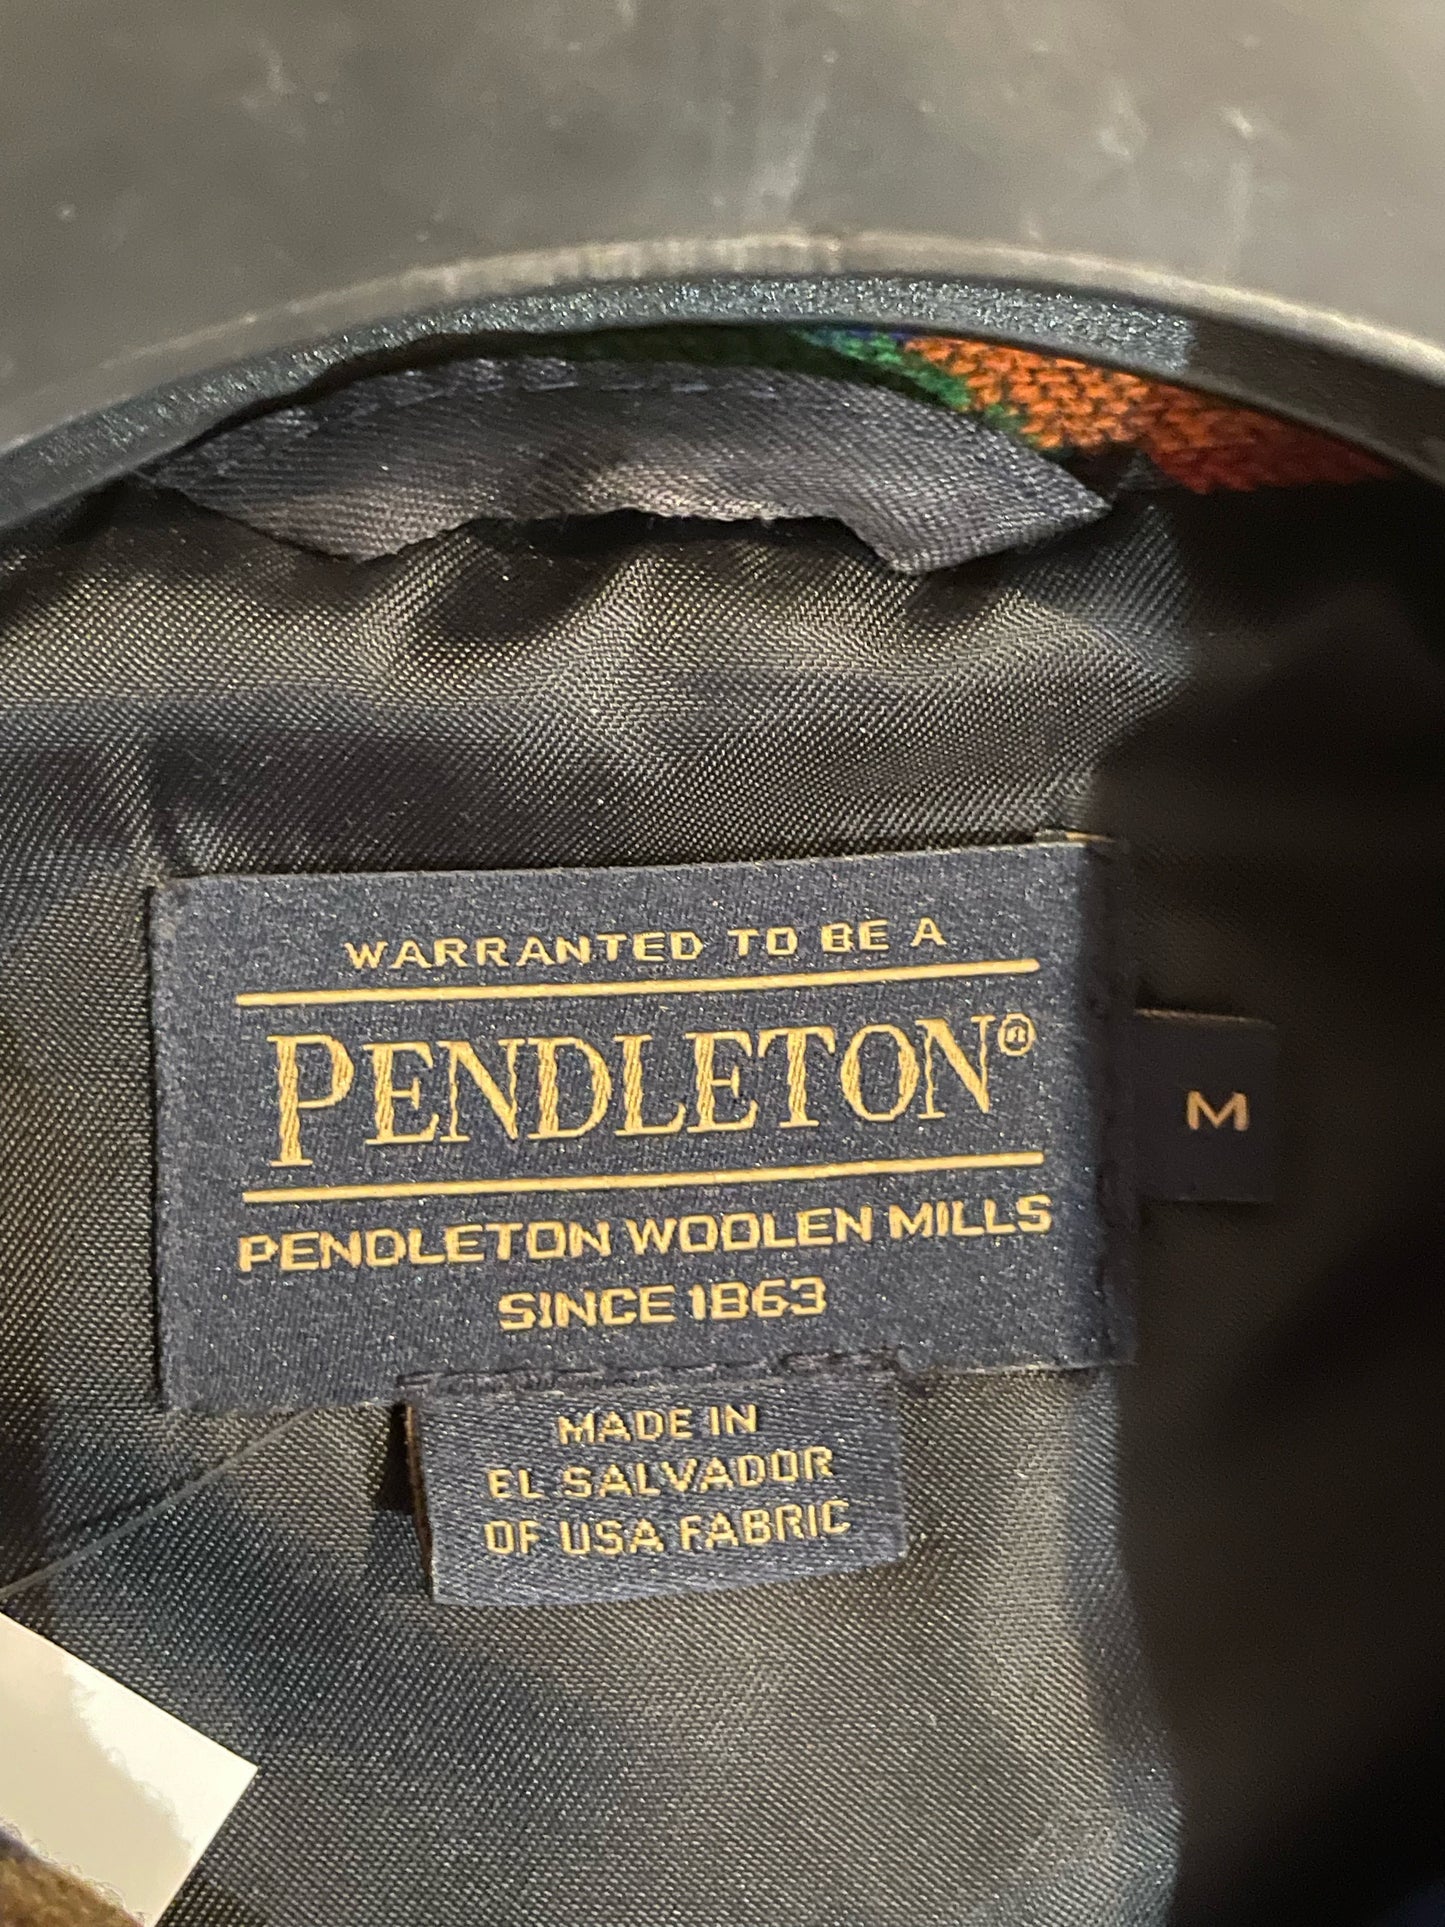 WARRANTED TO BE A
PENDLETON®
PENDLETON WOOLEN MILLS
SINCE 1863
M
MADE IN
EL SALVADOR
OF USA FABRIC